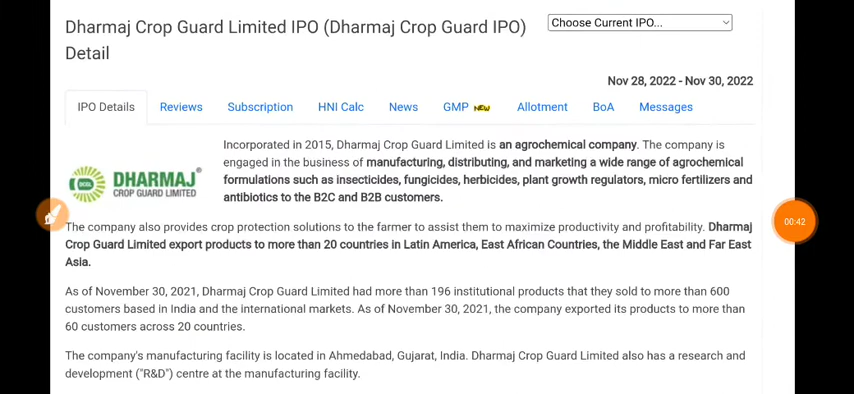 Dharmaj Crop Guard Limited IPO (Dharmaj Crop Guard IPO)
Detail
Choose Current IPO...
Nov 28, 2022 - Nov 30, 2022
IPO Details Reviews Subscription HNI Calc News GMP NEW Allotment BoA Messages
DCGL
DHARMAJ®
CROP GUARD LIMITED
Incorporated in 2015, Dharmaj Crop Guard Limited is an agrochemical company. The company is
engaged in the business of manufacturing, distributing, and marketing a wide range of agrochemical
formulations such as insecticides, fungicides, herbicides, plant growth regulators, micro fertilizers and
antibiotics to the B2C and B2B customers.
The company also provides crop protection solutions to the farmer to assist them to maximize productivity and profitability. Dharmaj
Crop Guard Limited export products to more than 20 countries in Latin America, East African Countries, the Middle East and Far East
Asia.
00:42
As of November 30, 2021, Dharmaj Crop Guard Limited had more than 196 institutional products that they sold to more than 600
customers based in India and the international markets. As of November 30, 2021, the company exported its products to more than
60 customers across 20 countries.
The company's manufacturing facility is located in Ahmedabad, Gujarat, India. Dharmaj Crop Guard Limited also has a research and
development ("R&D") centre at the manufacturing facility.